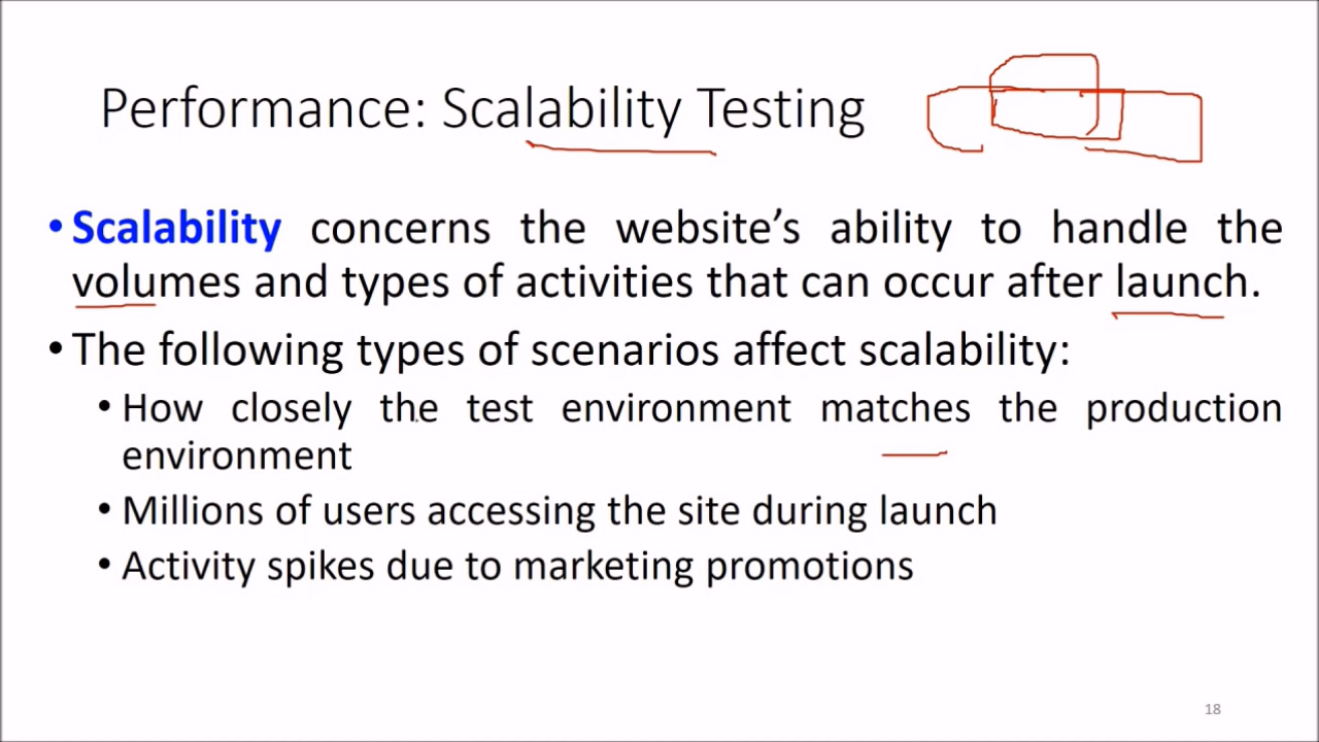 Performance: Scalability Testing
• Scalability concerns the website's ability to handle the
volumes and types of activities that can occur after launch.
• The following types of scenarios affect scalability:
• How closely the test environment matches the production
environment
• Millions of users accessing the site during launch
• Activity spikes due to marketing promotions
18